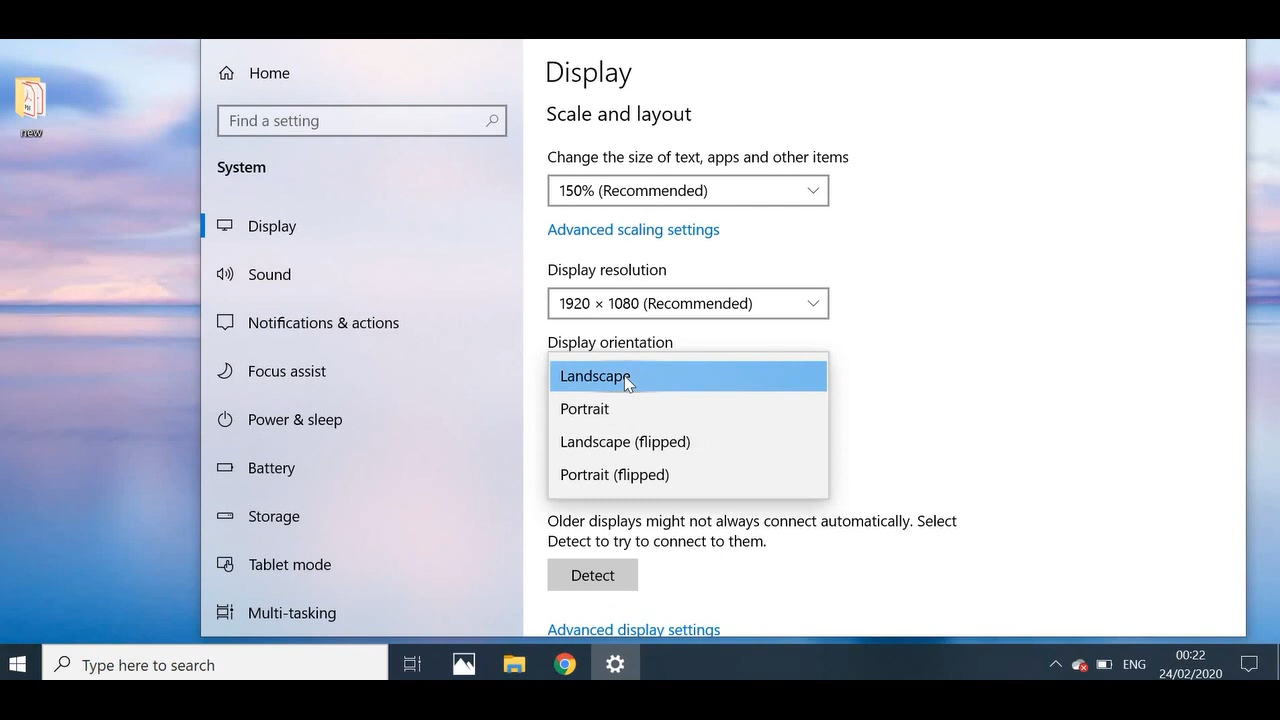 new
Home
Find a setting
System
Display
Sound
Notifications & actions
Focus assist
Power & sleep
Battery
Storage
Tablet mode
Multi-tasking
Display
Scale and layout
Change the size of text, apps and other items
150% (Recommended)
Advanced scaling settings
Display resolution
1920 × 1080 (Recommended)
Display orientation
Landscape
Portrait
Landscape (flipped)
Portrait (flipped)
Older displays might not always connect automatically. Select
Detect to try to connect to them.
Detect
Advanced display settings
Type here to search
ENG
00:22
24/02/2020